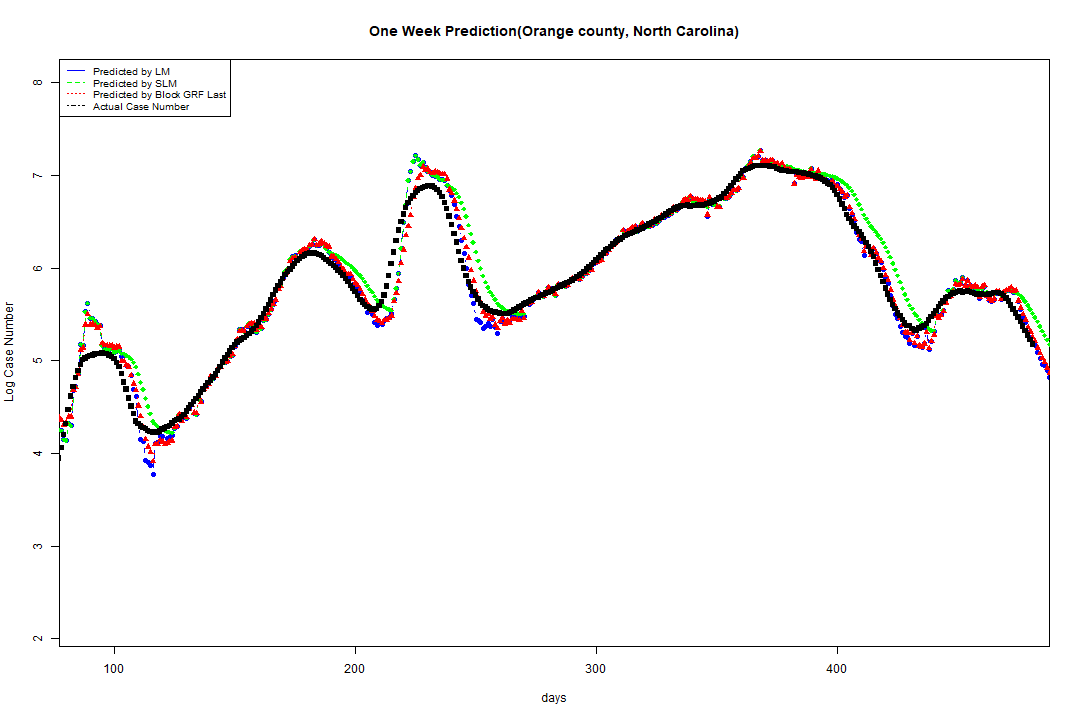 One Week Prediction(Orange county, North Carolina)
Predicted by LM
Predicted by SLM
Predicted by Block GRF Last
Actual Case Number
8
7
6
5
4
3
2
Log Case Number
100 200 300 400
days